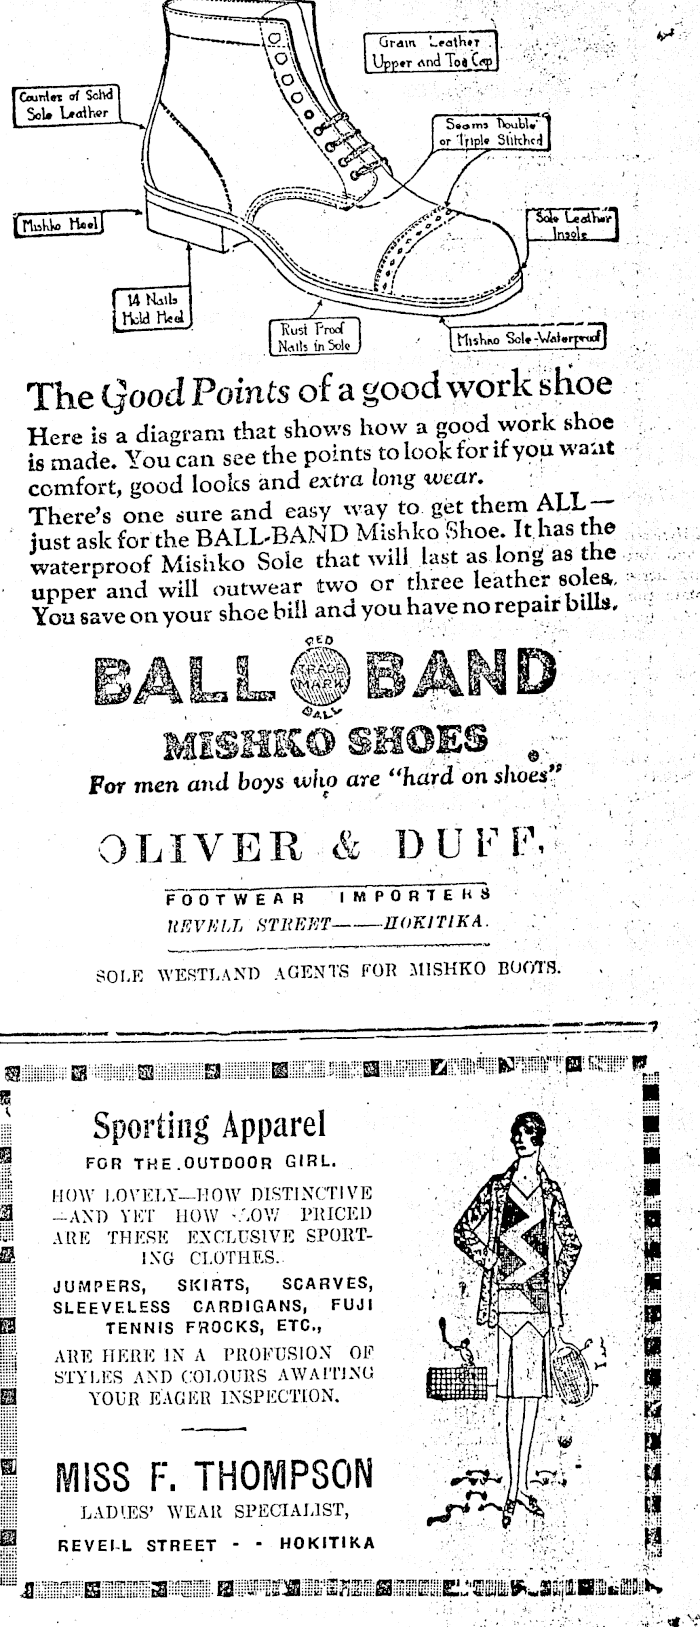 Grain Leather
Upper and Toe Cap
Counter of Solid
Sole Leather
Seams Double
or Triple Stitched
Mishko Heel
Sole Leather
Insole
14 Nails
Hold Heel
Rust Proof
Nails in Sole
Mishko Sole-Waterproof
The Good Points of a good work shoe
Here is a diagram that shows how a good work shoe
is made. You can see the points to look for if you want
comfort, good looks and extra long wear.
There's one sure and easy way to get them ALL—
just ask for the BALL-BAND Mishko Shoe. It has the
waterproof Mishko Sole that will last as long as the
upper and will outwear two or three leather soles.
You save on your shoe bill and you have no repair bills.
RED
BALL TRADE MARK BAND
BALL
MISHKO SHOES
For men and boys who are "hard on shoes"
OLIVER & DUFF,
FOOTWEAR IMPORTERS
REVELL STREET——HOKITIKA.
SOLE WESTLAND AGENTS FOR MISHKO BOOTS.
Sporting Apparel
FOR THE OUTDOOR GIRL.
HOW LOVELY—HOW DISTINCTIVE
—AND YET HOW LOW PRICED
ARE THESE EXCLUSIVE SPORT-
ING CLOTHES.
JUMPERS, SKIRTS, SCARVES,
SLEEVELESS CARDIGANS, FUJI
TENNIS FROCKS, ETC.,
ARE HERE IN A PROFUSION OF
STYLES AND COLOURS AWAITING
YOUR EAGER INSPECTION.
MISS F. THOMPSON
LADIES' WEAR SPECIALIST,
REVELL STREET - - HOKITIKA